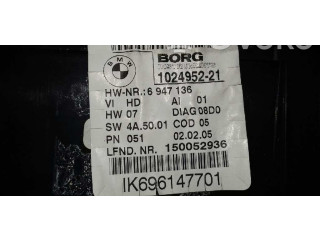 BMW
BORG
1024952-21
HW-NR.: 6 947 136
VI HD AI 01
HW 07 DIAG 08D0
SW 4A.50.01 COD 05
PN 051 02.02.05
LFND. NR. 150052936
IK696147701